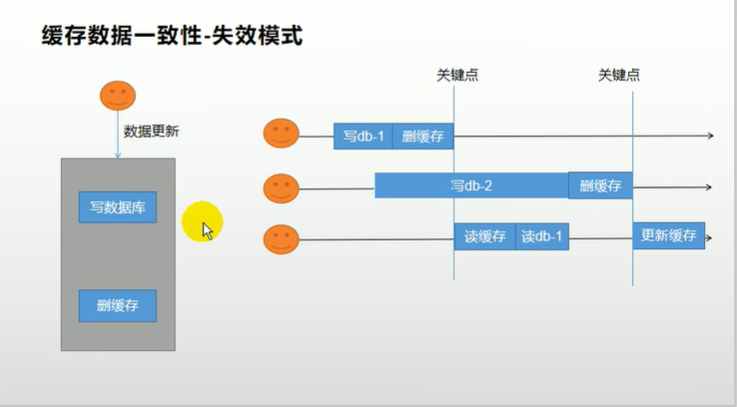 缓存数据一致性-失效模式
数据更新
写数据库
删缓存
关键点 关键点
写db-1 删缓存
写db-2 删缓存
读缓存 读db-1 更新缓存